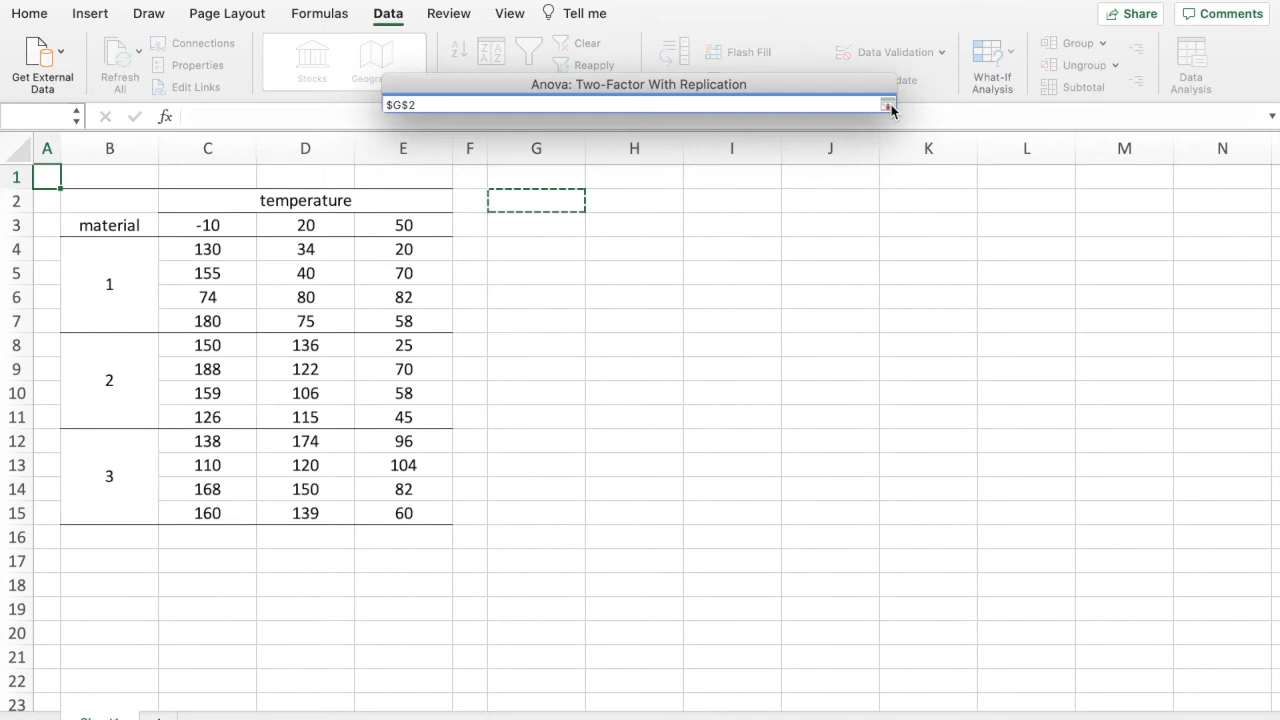 Home Insert Draw Page Layout Formulas Data Review View Tell me Share Comments
Connections Clear Flash Fill Data Validation Group
Get External Data Refresh All Properties Stocks Reapply What-If Analysis Ungroup Data Analysis
Edit Links Subtotal
Anova: Two-Factor With Replication
$G$2
fx
A B C D E F G H I J K L M N
1
2 temperature
3 material -10 20 50
4 130 34 20
5 155 40 70
1
6 74 80 82
7 180 75 58
8 150 136 25
9 188 122 70
2
10 159 106 58
11 126 115 45
12 138 174 96
13 110 120 104
3
14 168 150 82
15 160 139 60
16
17
18
19
20
21
22
23